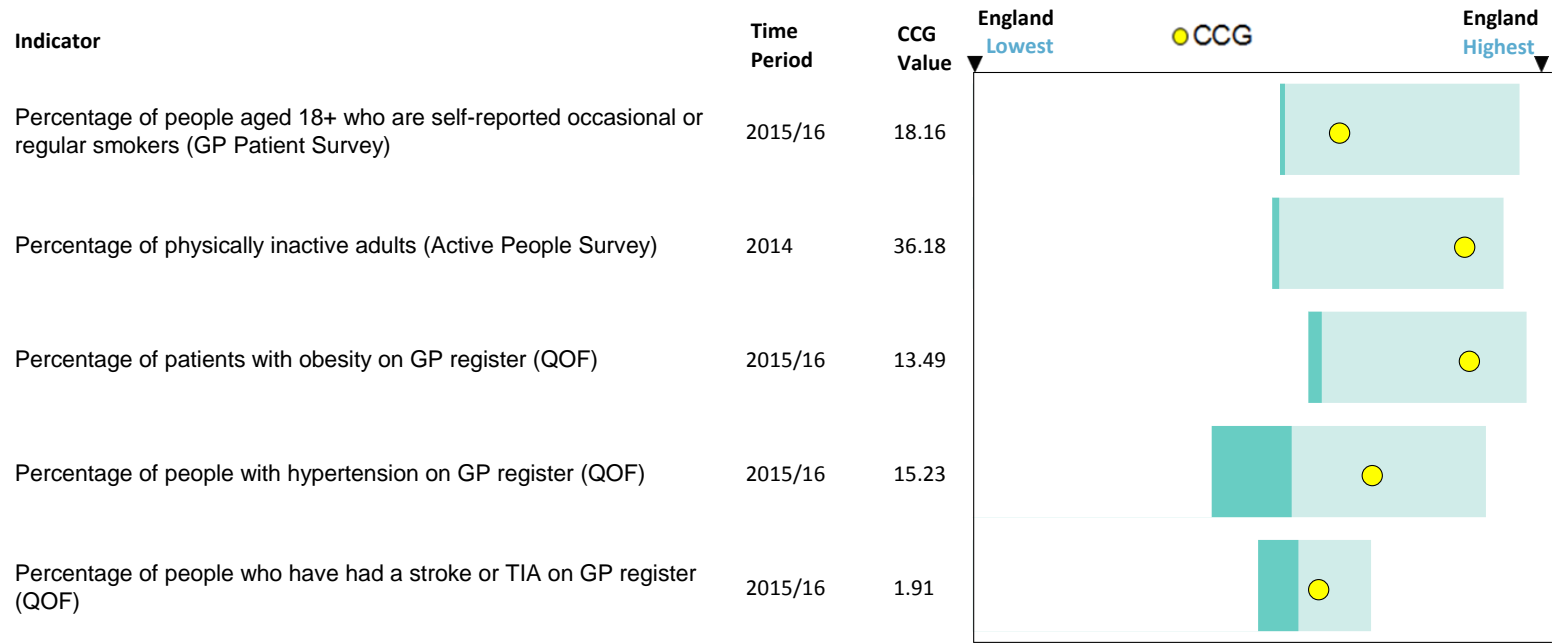 Indicator
Time
Period
CCG
Value
England
Lowest
CCG
England
Highest
Percentage of people aged 18+ who are self-reported occasional or
regular smokers (GP Patient Survey)
2015/16
18.16
Percentage of physically inactive adults (Active People Survey)
2014
36.18
Percentage of patients with obesity on GP register (QOF)
2015/16
13.49
Percentage of people with hypertension on GP register (QOF)
2015/16
15.23
Percentage of people who have had a stroke or TIA on GP register
(QOF)
2015/16
1.91